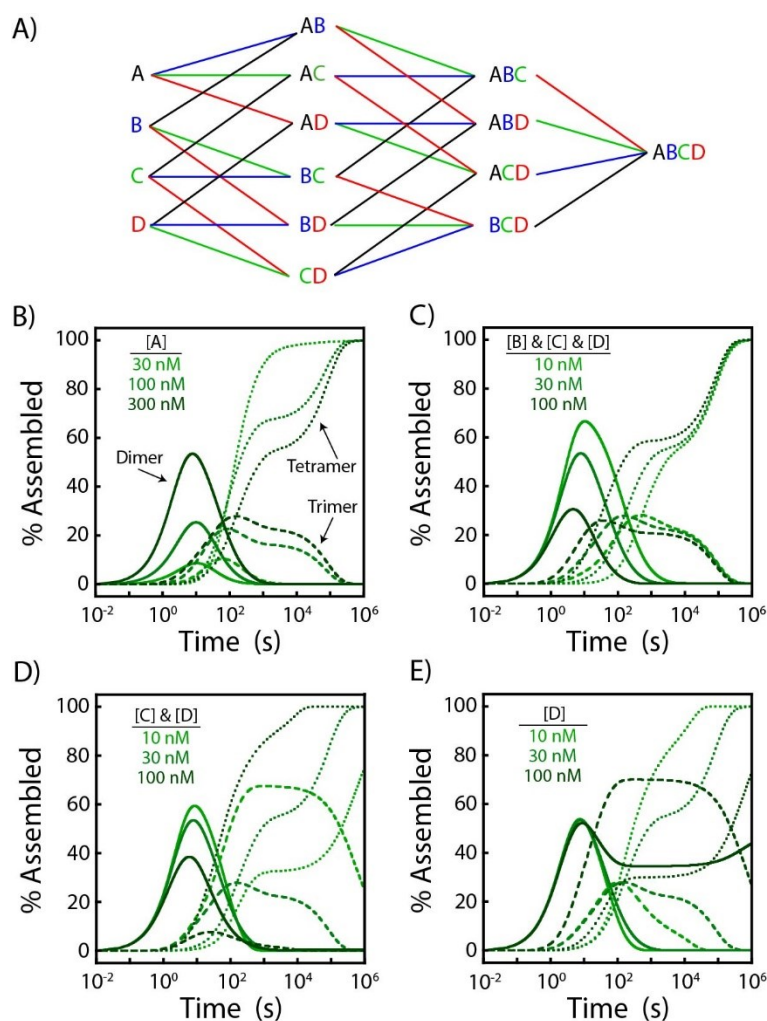 A)
A
B
C
D
AB
AC
AD
BC
BD
CD
ABC
ABD
ACD
BCD
ABCD
B)
% Assembled
100
80
60
40
20
0
[A]
30 nM
100 nM
300 nM
Dimer
Tetramer
Trimer
10⁻² 10⁰ 10² 10⁴ 10⁶
Time (s)
C)
% Assembled
100
80
60
40
20
0
[B] & [C] & [D]
10 nM
30 nM
100 nM
10⁻² 10⁰ 10² 10⁴ 10⁶
Time (s)
D)
% Assembled
100
80
60
40
20
0
[C] & [D]
10 nM
30 nM
100 nM
10⁻² 10⁰ 10² 10⁴ 10⁶
Time (s)
E)
% Assembled
100
80
60
40
20
0
[D]
10 nM
30 nM
100 nM
10⁻² 10⁰ 10² 10⁴ 10⁶
Time (s)